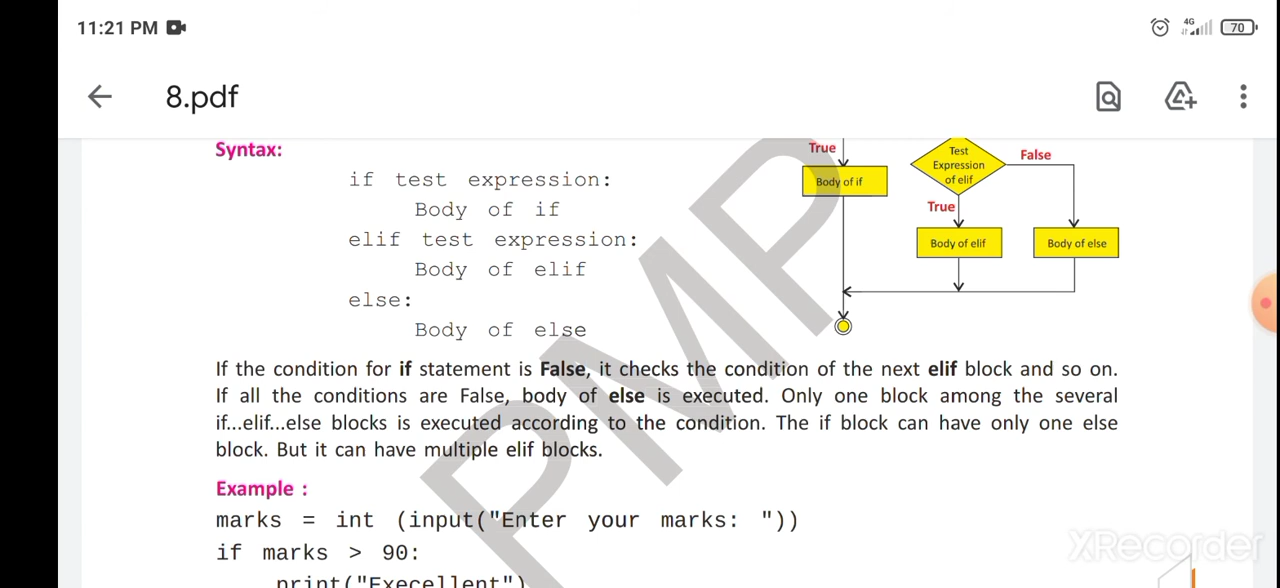 11:21 PM
4G
70
8.pdf
Syntax:
if test expression:
Body of if
elif test expression:
Body of elif
else:
Body of else
True
Body of if
Test
Expression
of elif
False
True
Body of elif
Body of else
If the condition for if statement is False, it checks the condition of the next elif block and so on.
If all the conditions are False, body of else is executed. Only one block among the several
if...elif...else blocks is executed according to the condition. The if block can have only one else
block. But it can have multiple elif blocks.
Example :
marks = int (input("Enter your marks: "))
if marks > 90:
print("Execellent")
PMP
XRecorder